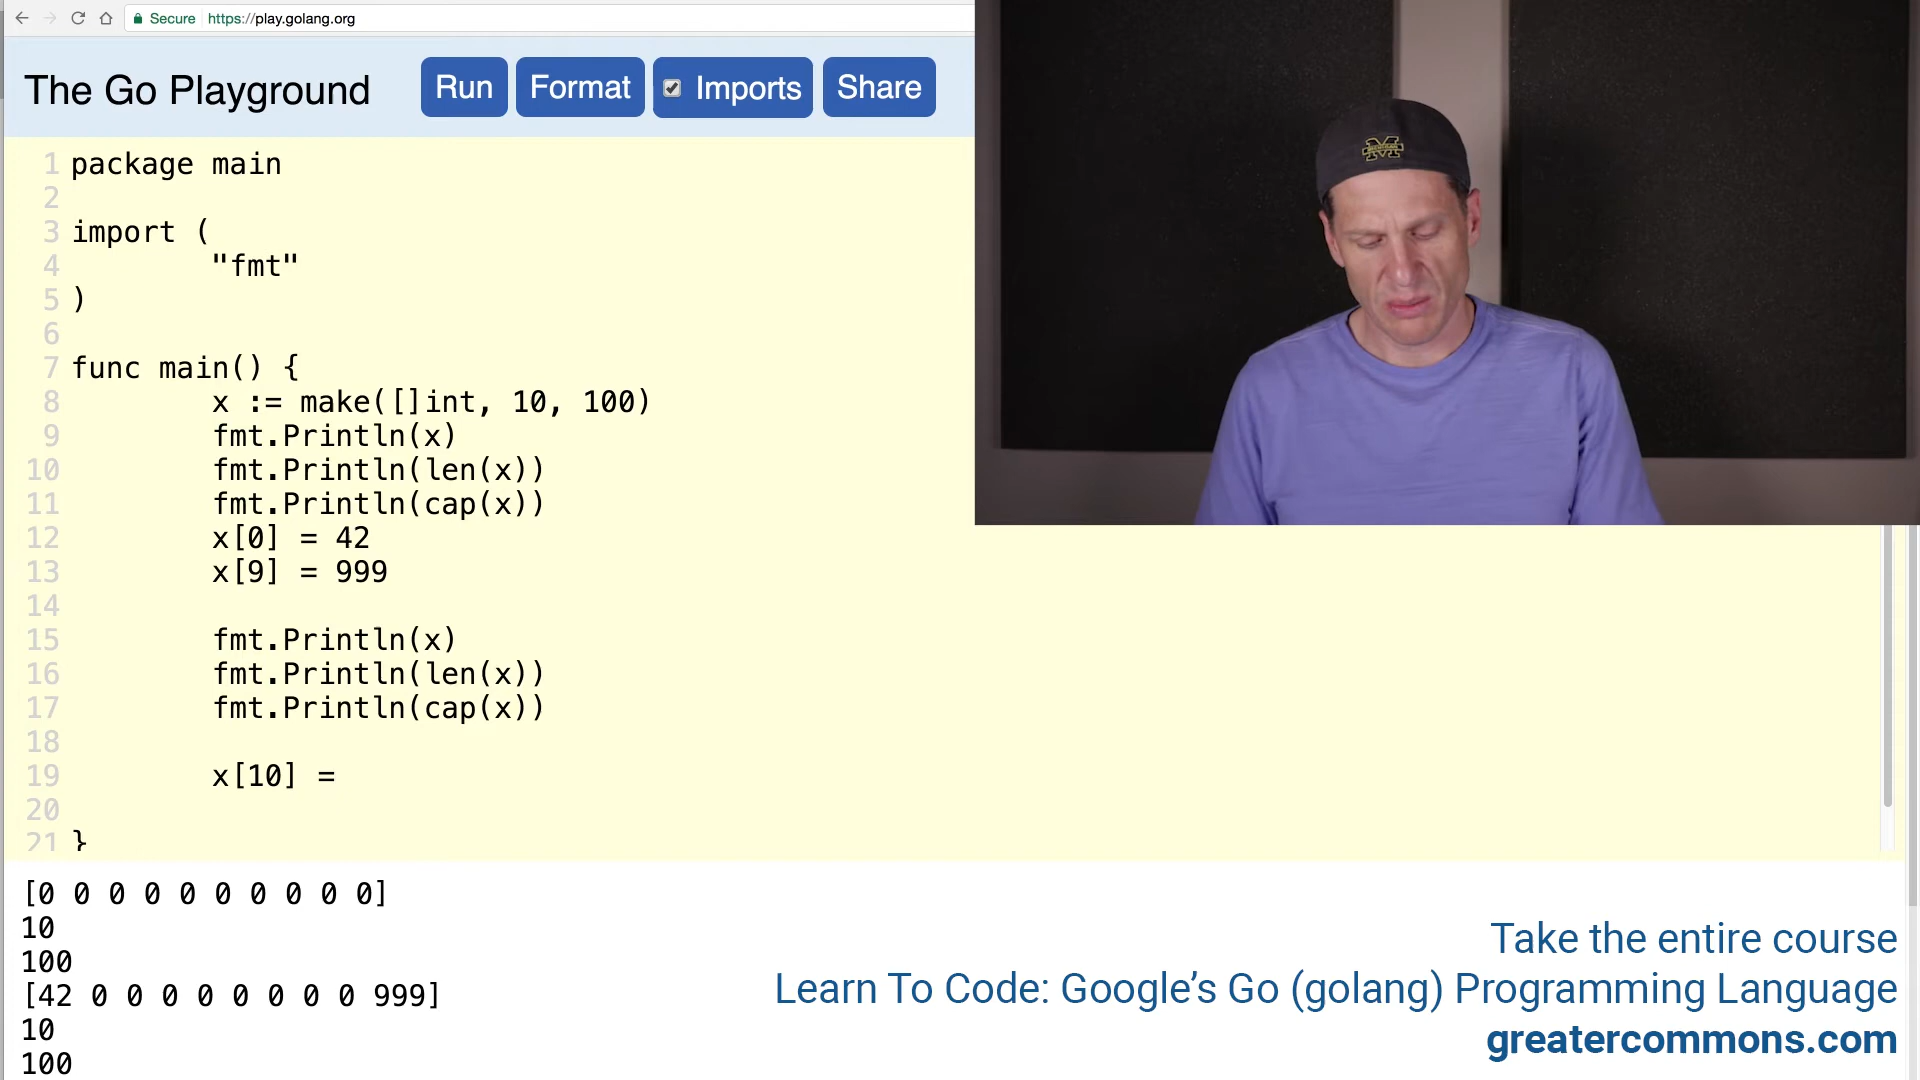 Secure https://play.golang.org
The Go Playground Run Format Imports Share
1 package main
2
3 import (
4 "fmt"
5 )
6
7 func main() {
8 x := make([]int, 10, 100)
9 fmt.Println(x)
10 fmt.Println(len(x))
11 fmt.Println(cap(x))
12 x[0] = 42
13 x[9] = 999
14
15 fmt.Println(x)
16 fmt.Println(len(x))
17 fmt.Println(cap(x))
18
19 x[10] =
20
21 }
[0 0 0 0 0 0 0 0 0 0]
10
100
[42 0 0 0 0 0 0 0 0 999]
10
100
M
Take the entire course
Learn To Code: Google’s Go (golang) Programming Language
greatercommons.com